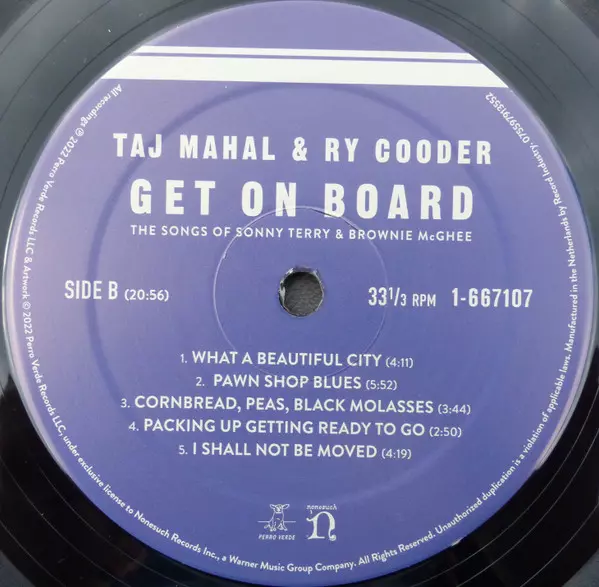 TAJ MAHAL & RY COODER
GET ON BOARD
THE SONGS OF SONNY TERRY & BROWNIE McGHEE
SIDE B (20:56)
33 1/3 RPM 1-667107
1. WHAT A BEAUTIFUL CITY (4:11)
2. PAWN SHOP BLUES (5:52)
3. CORNBREAD, PEAS, BLACK MOLASSES (3:44)
4. PACKING UP GETTING READY TO GO (2:50)
5. I SHALL NOT BE MOVED (4:19)
PERRO VERDE
nonesuch
n
All recordings ℗ 2022 Perro Verde Records LLC & Artwork © 2022 Perro Verde Records LLC, under exclusive license to Nonesuch Records Inc., a Warner Music Group Company. All Rights Reserved. Unauthorized duplication is a violation of applicable laws. Manufactured in the Netherlands by Record Industry. 075597913552